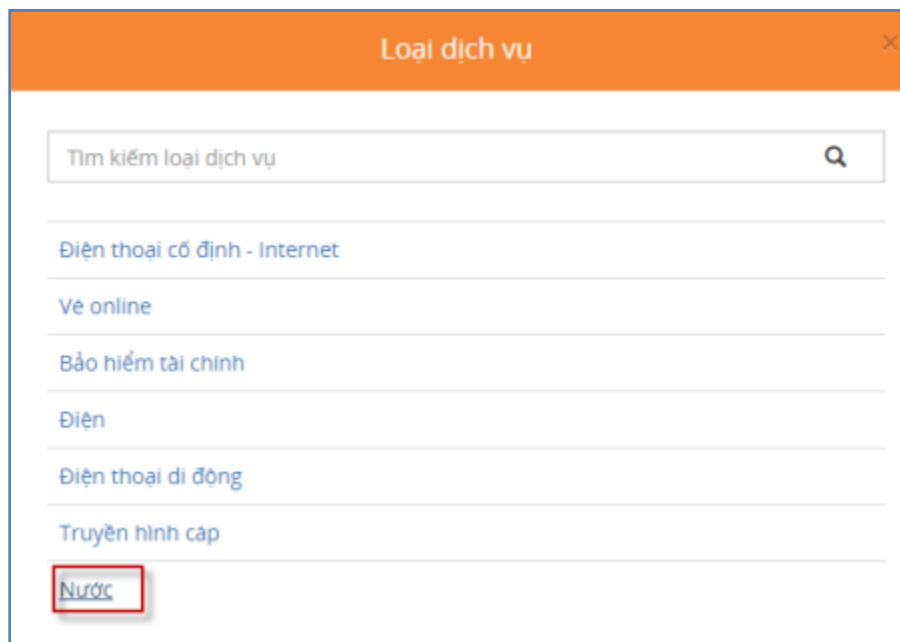 Loại dịch vụ
Tìm kiếm loại dịch vụ
Điện thoại cố định - Internet
Vé online
Bảo hiểm tài chính
Điện
Điện thoại di động
Truyền hình cáp
Nước